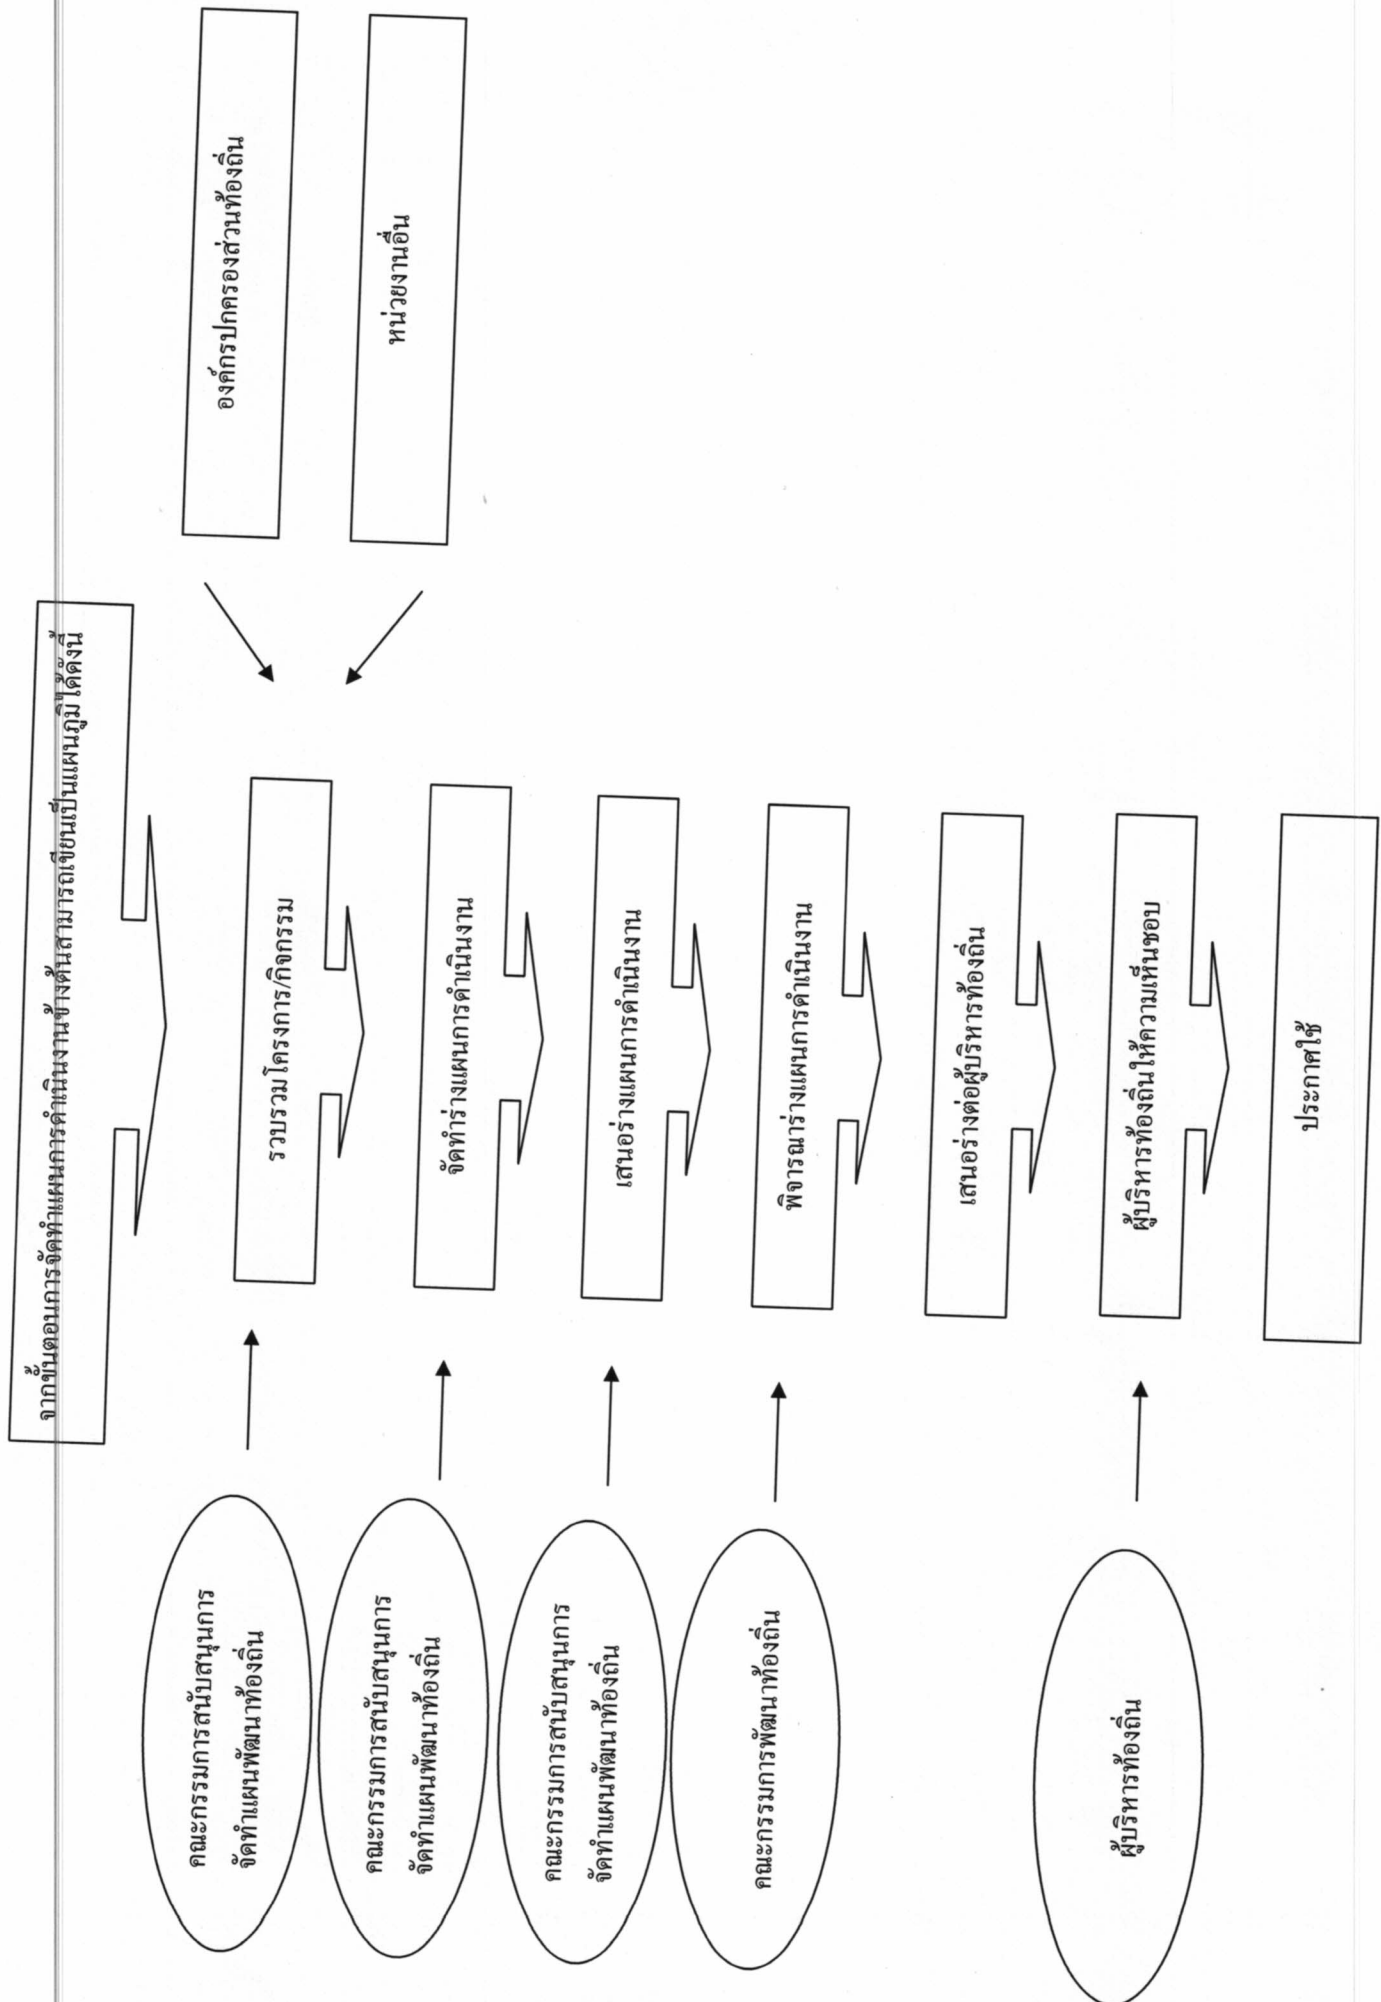 จากขั้นตอนการจัดทำแผนการดำเนินงานข้างต้นสามารถเขียนเป็นแผนภูมิได้ดังนี้
คณะกรรมการสนับสนุนการ
จัดทำแผนพัฒนาท้องถิ่น
รวบรวมโครงการ/กิจกรรม
องค์กรปกครองส่วนท้องถิ่น
หน่วยงานอื่น
คณะกรรมการสนับสนุนการ
จัดทำแผนพัฒนาท้องถิ่น
จัดทำร่างแผนการดำเนินงาน
คณะกรรมการสนับสนุนการ
จัดทำแผนพัฒนาท้องถิ่น
เสนอร่างแผนการดำเนินงาน
คณะกรรมการพัฒนาท้องถิ่น
พิจารณาร่างแผนการดำเนินงาน
เสนอร่างต่อผู้บริหารท้องถิ่น
ผู้บริหารท้องถิ่น
ผู้บริหารท้องถิ่นให้ความเห็นชอบ
ประกาศใช้